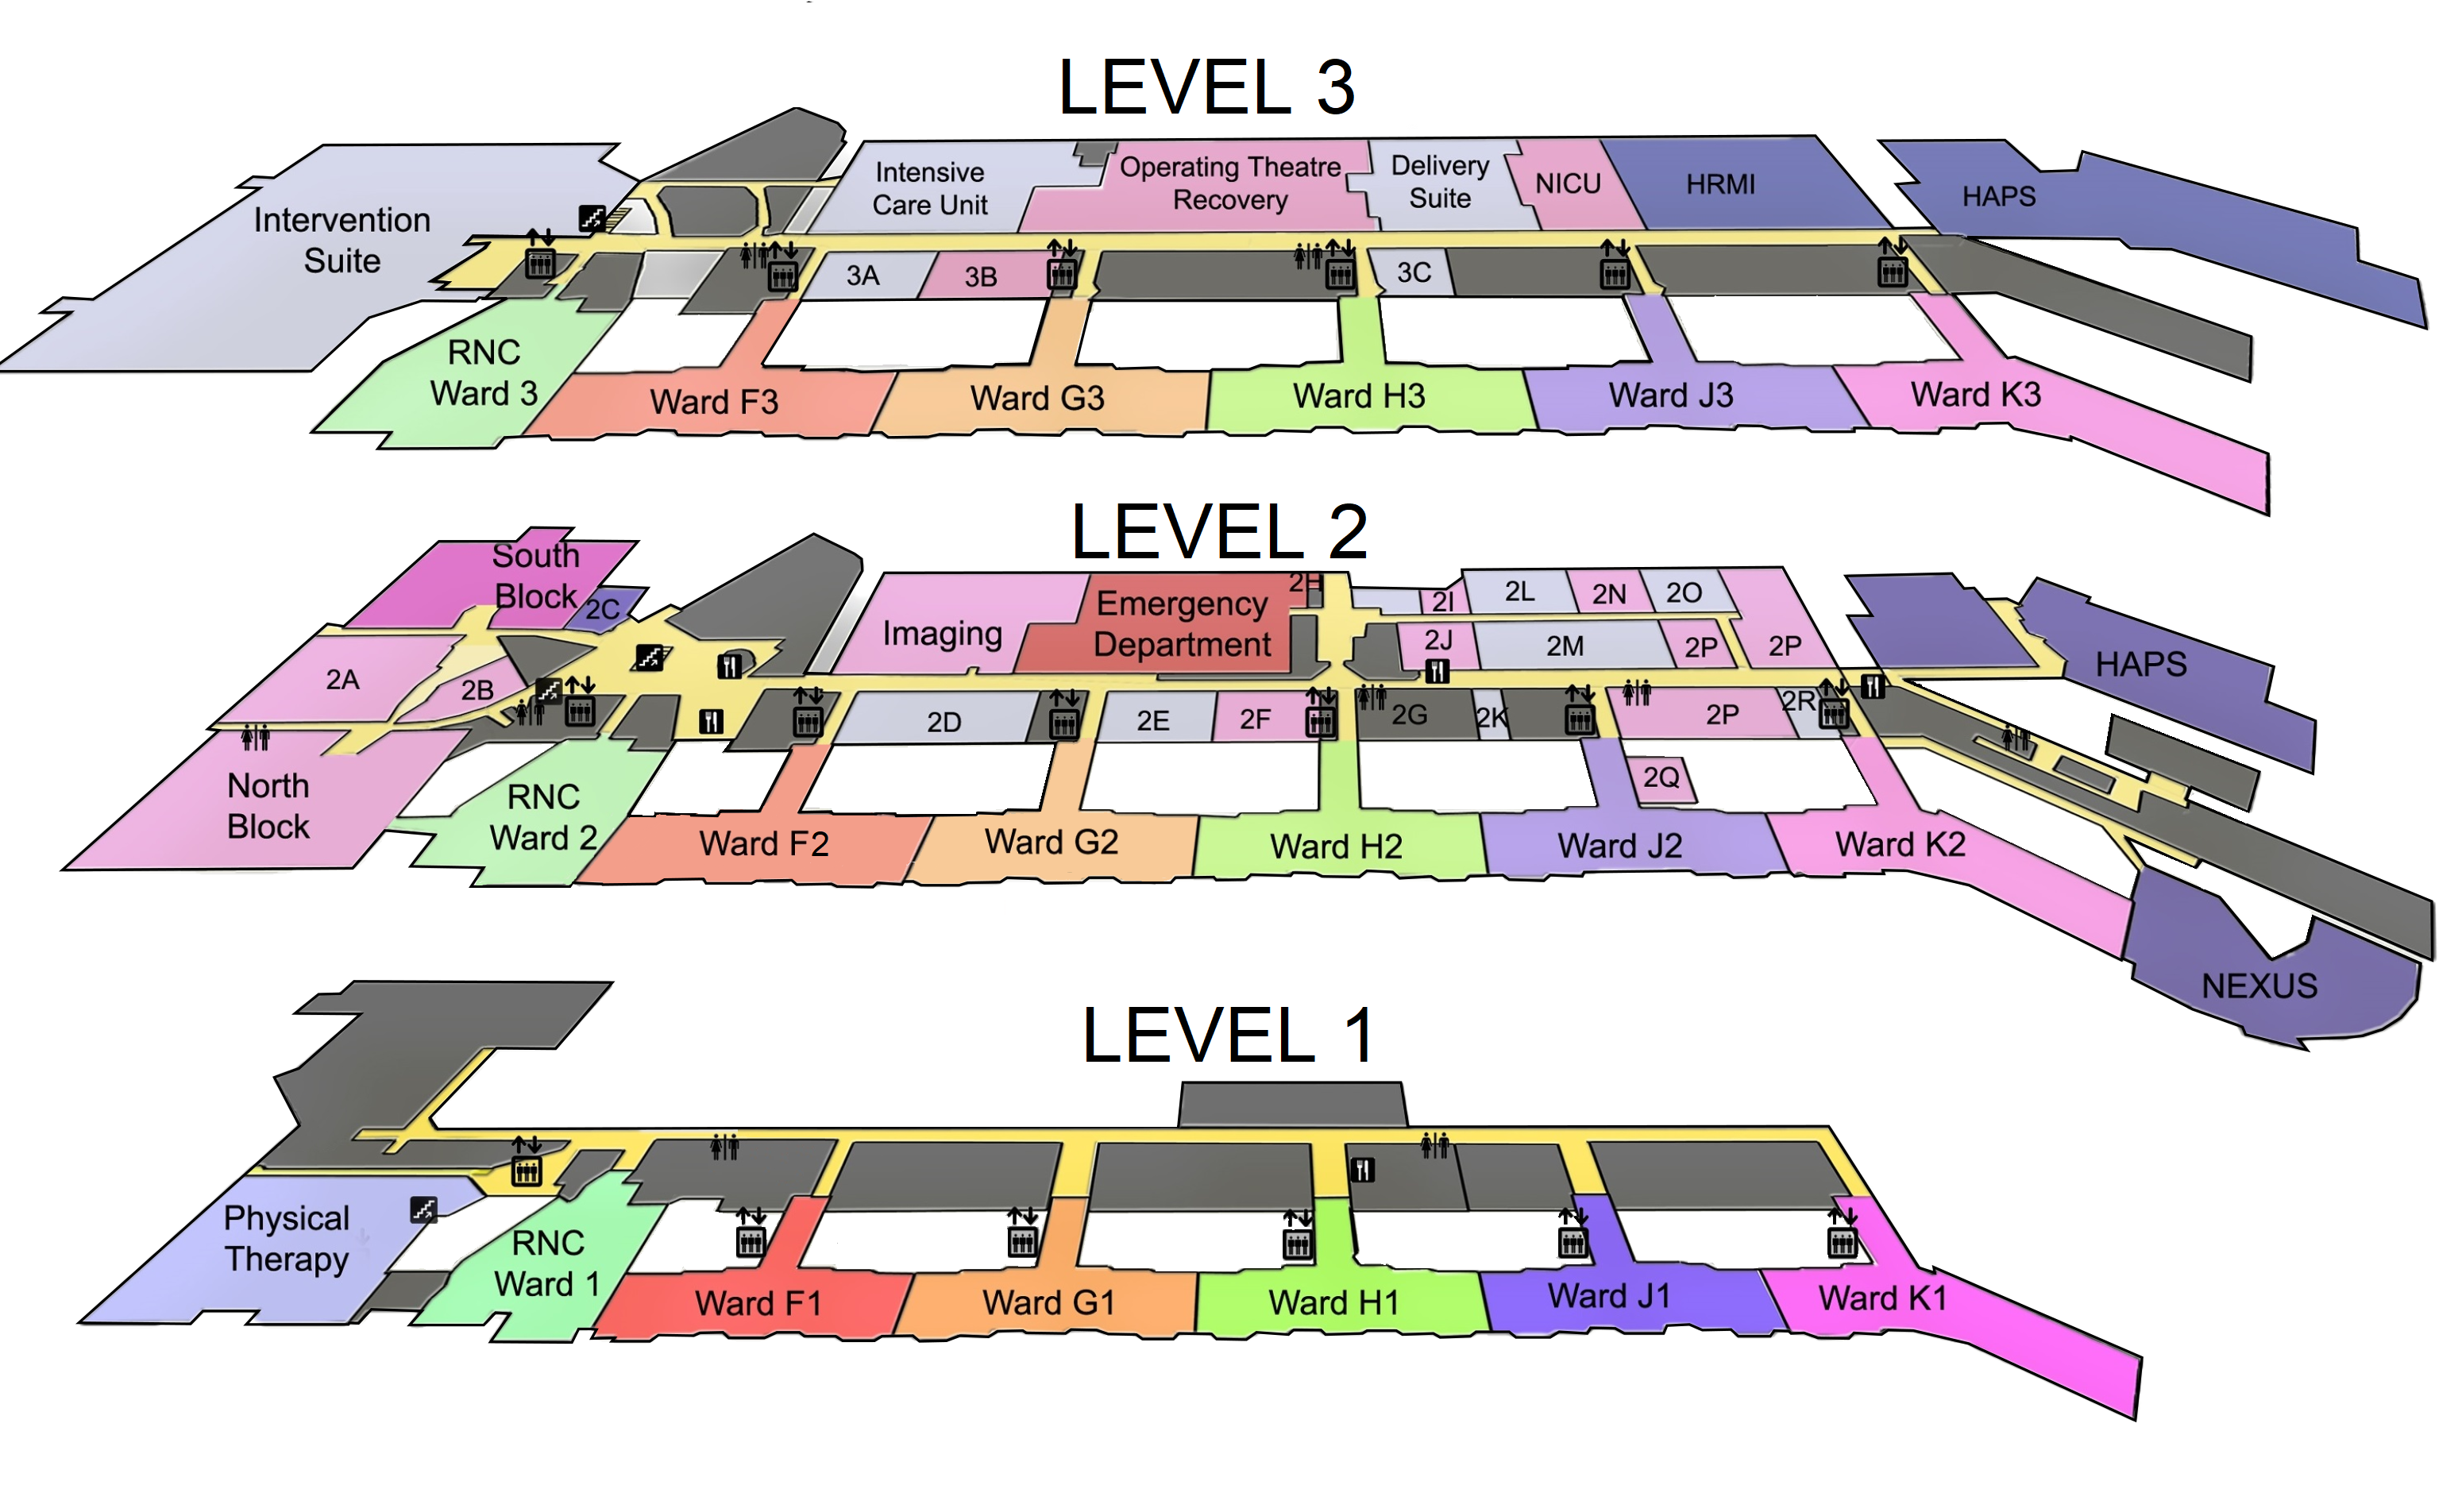 LEVEL 3
Intervention
Suite
Intensive
Care Unit
Operating Theatre
Recovery
Delivery
Suite
NICU
HRMI
HAPS
3A
3B
3C
RNC
Ward 3
Ward F3
Ward G3
Ward H3
Ward J3
Ward K3
LEVEL 2
South
Block
2C
2A
2B
North
Block
Imaging
Emergency
Department
2H
2I
2L
2N
2O
2J
2M
2P
2P
HAPS
2D
2E
2F
2G
2K
2P
2R
2Q
RNC
Ward 2
Ward F2
Ward G2
Ward H2
Ward J2
Ward K2
NEXUS
LEVEL 1
Physical
Therapy
RNC
Ward 1
Ward F1
Ward G1
Ward H1
Ward J1
Ward K1